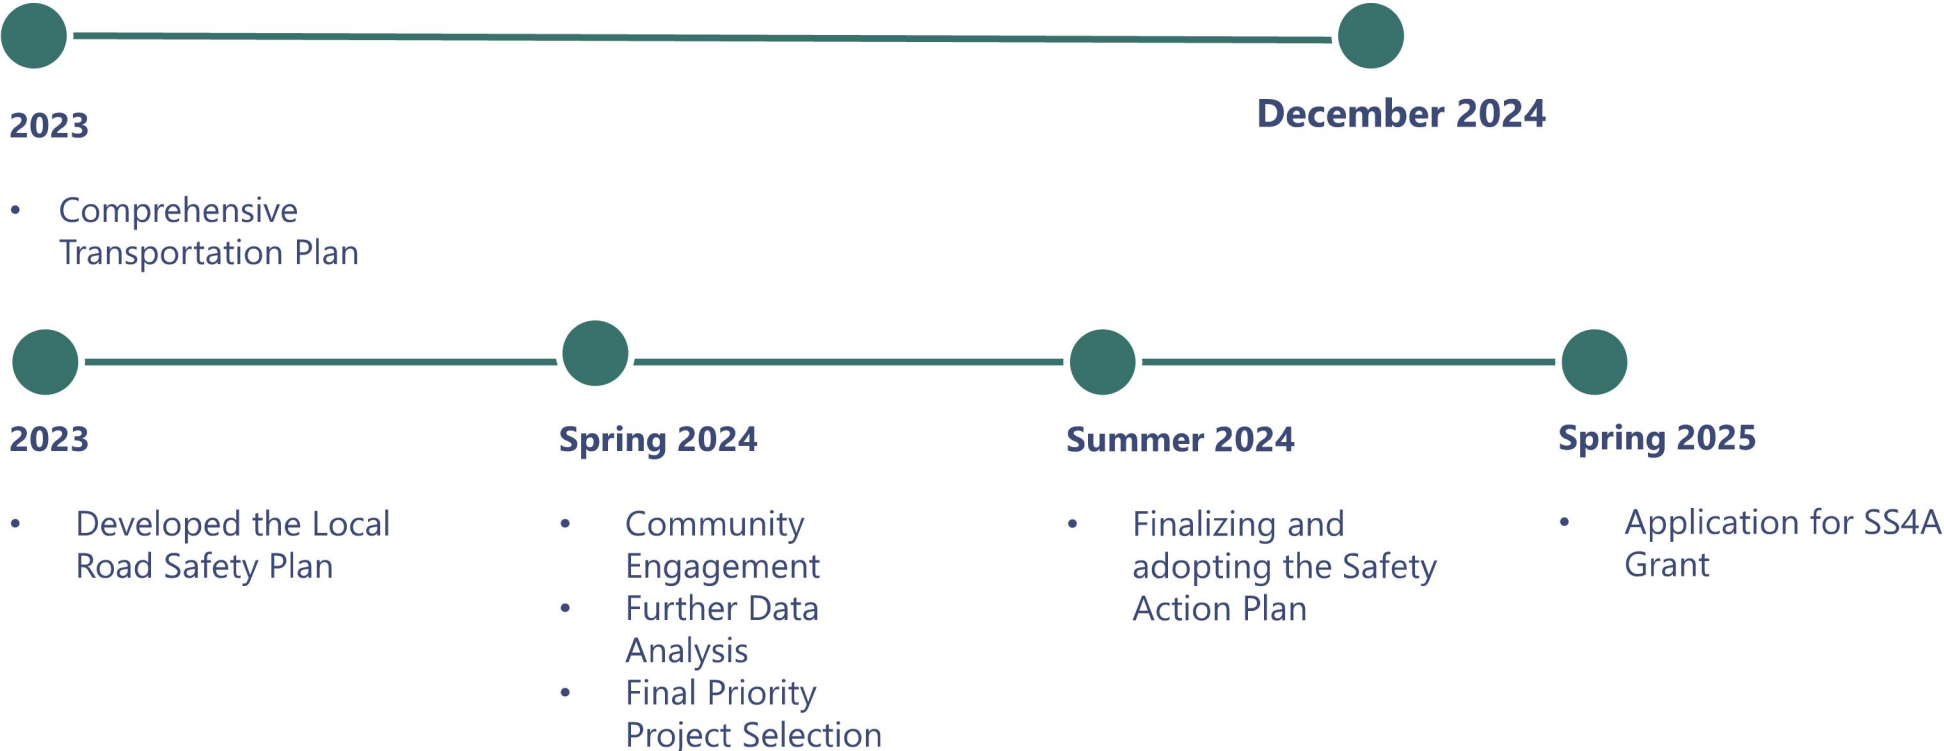 2023
December 2024
• Comprehensive
Transportation Plan
2023
Spring 2024
Summer 2024
Spring 2025
• Developed the Local
Road Safety Plan
• Community
Engagement
• Further Data
Analysis
• Final Priority
Project Selection
• Finalizing and
adopting the Safety
Action Plan
• Application for SS4A
Grant